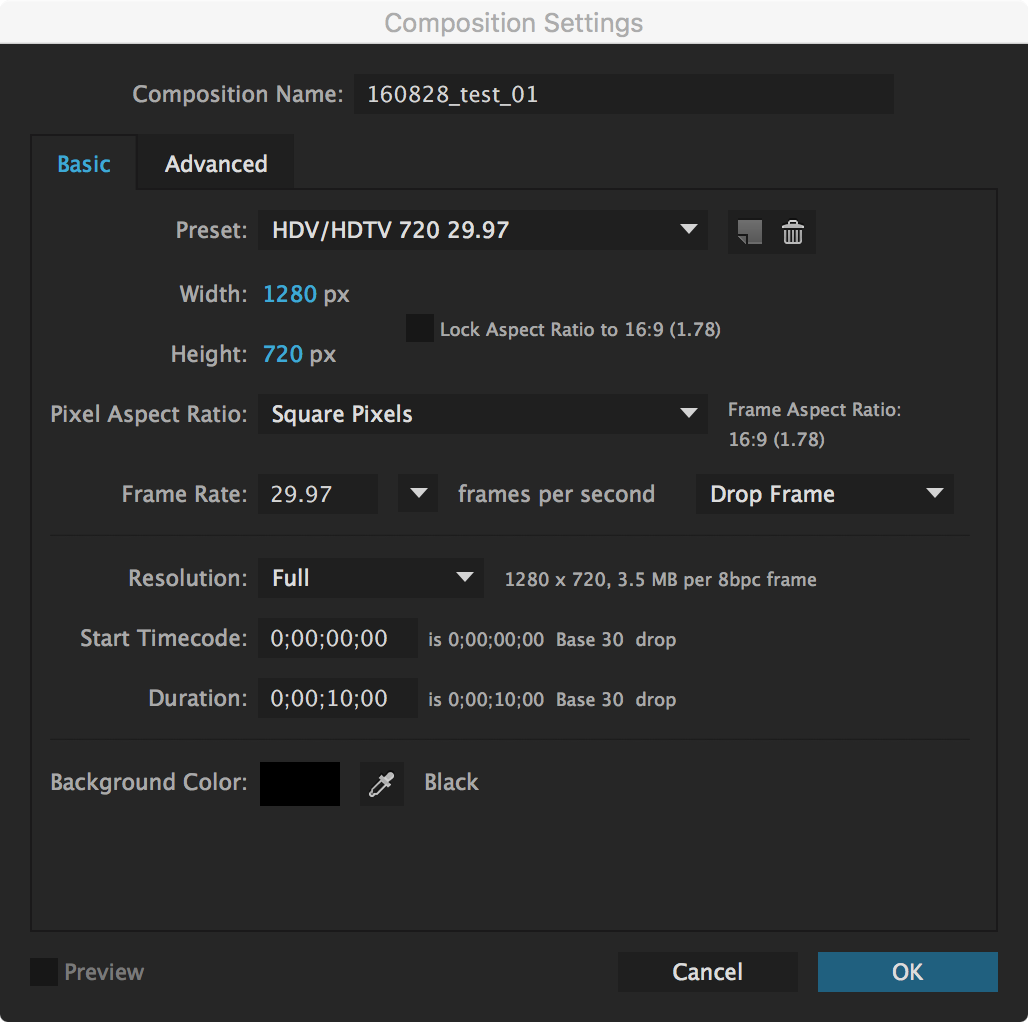 Composition Settings
Composition Name: 160828_test_01
Basic Advanced
Preset: HDV/HDTV 720 29.97
Width: 1280 px
Lock Aspect Ratio to 16:9 (1.78)
Height: 720 px
Pixel Aspect Ratio: Square Pixels
Frame Aspect Ratio:
16:9 (1.78)
Frame Rate: 29.97 frames per second Drop Frame
Resolution: Full 1280 x 720, 3.5 MB per 8bpc frame
Start Timecode: 0;00;00;00 is 0;00;00;00 Base 30 drop
Duration: 0;00;10;00 is 0;00;10;00 Base 30 drop
Background Color: Black
Preview Cancel OK